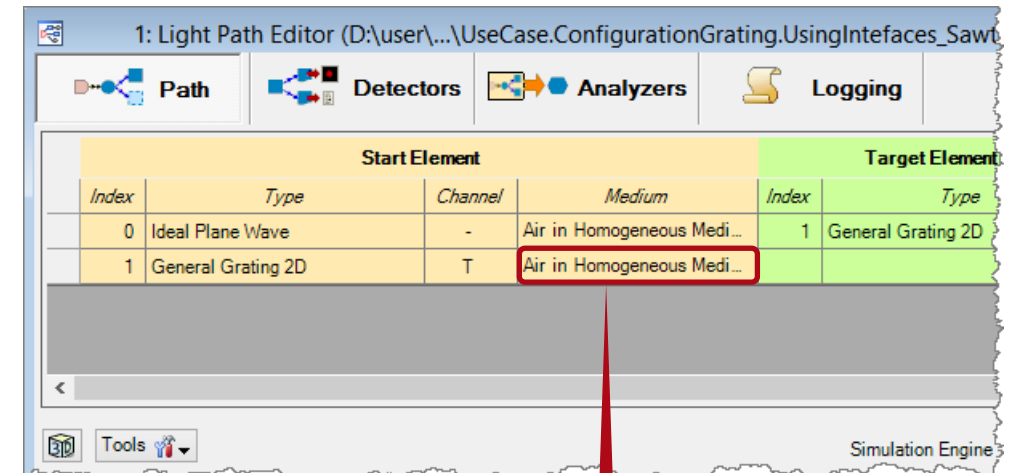 1: Light Path Editor (D:\user\...\UseCase.ConfigurationGrating.UsingIntefaces_Sawt
Path Detectors Analyzers Logging
Start Element Target Element
Index Type Channel Medium Index Type
0 Ideal Plane Wave - Air in Homogeneous Medi... 1 General Grating 2D
1 General Grating 2D T Air in Homogeneous Medi...
3D Tools Simulation Engine